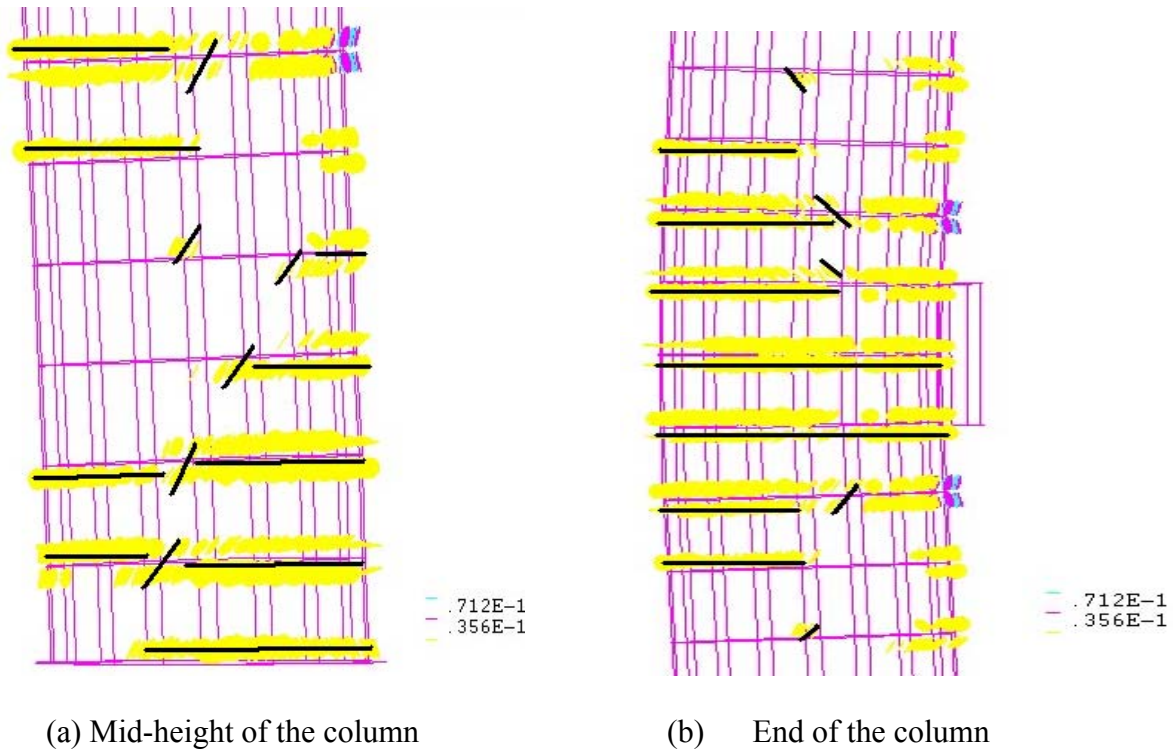 .712E-1
.356E-1
.712E-1
.356E-1
(a) Mid-height of the column
(b) End of the column